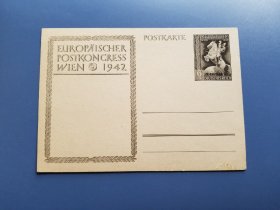 EUROPÄISCHER
POSTKONGRESS
WIEN 1942
POSTKARTE